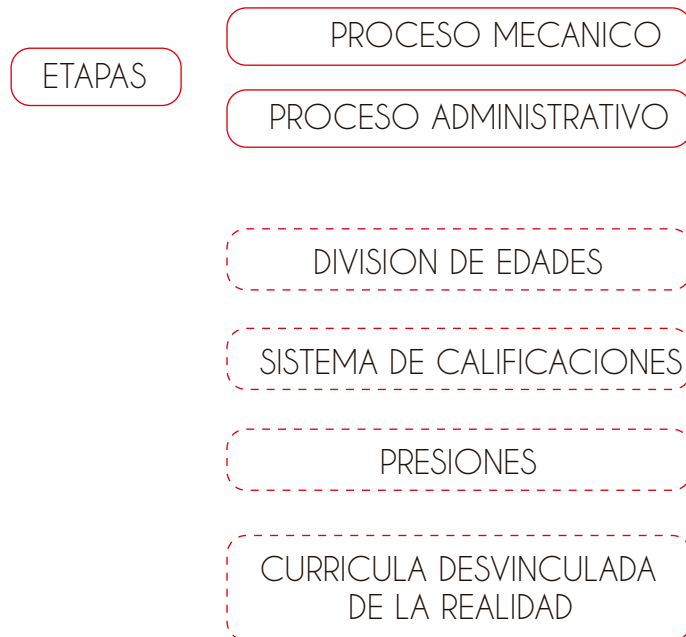 ETAPAS
PROCESO MECANICO
PROCESO ADMINISTRATIVO
DIVISION DE EDADES
SISTEMA DE CALIFICACIONES
PRESIONES
CURRICULA DESVINCULADA
DE LA REALIDAD